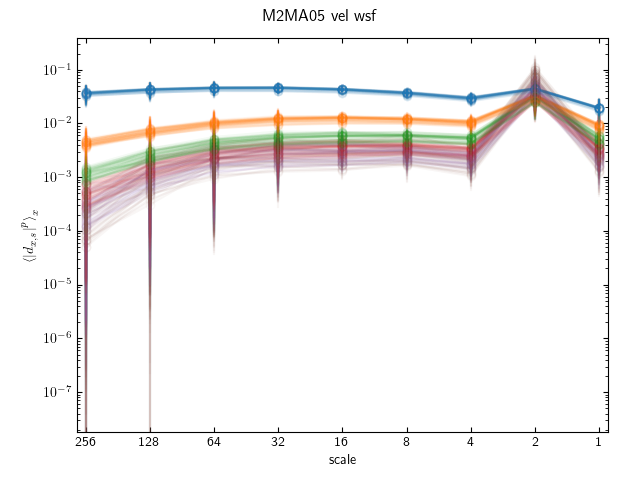 M2MA05 vel wsf
⟨|d_{x,s}|^p⟩_x
10^{-1}
10^{-2}
10^{-3}
10^{-4}
10^{-5}
10^{-6}
10^{-7}
256 128 64 32 16 8 4 2 1
scale